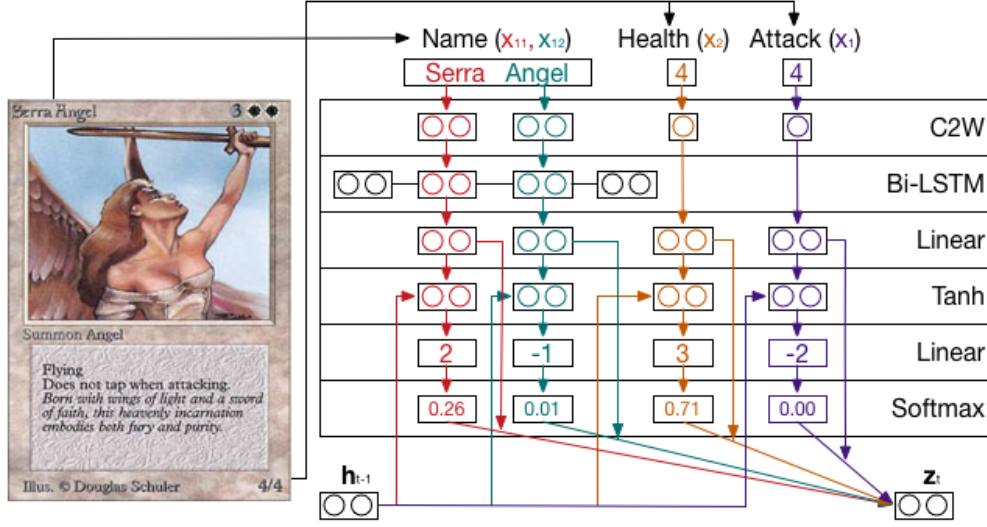 Name (x₁₁, x₁₂) Health (x₂) Attack (x₁)
Serra Angel 4 4
Serra Angel 3
C2W
Bi-LSTM
Linear
Tanh
2 -1 3 -2 Linear
0.26 0.01 0.71 0.00 Softmax
Summon Angel
Flying
Does not tap when attacking.
Born with wings of light and a sword
of faith, this heavenly incarnation
embodies both fury and purity.
Illus. © Douglas Schuler 4/4
hₜ₋₁ zₜ